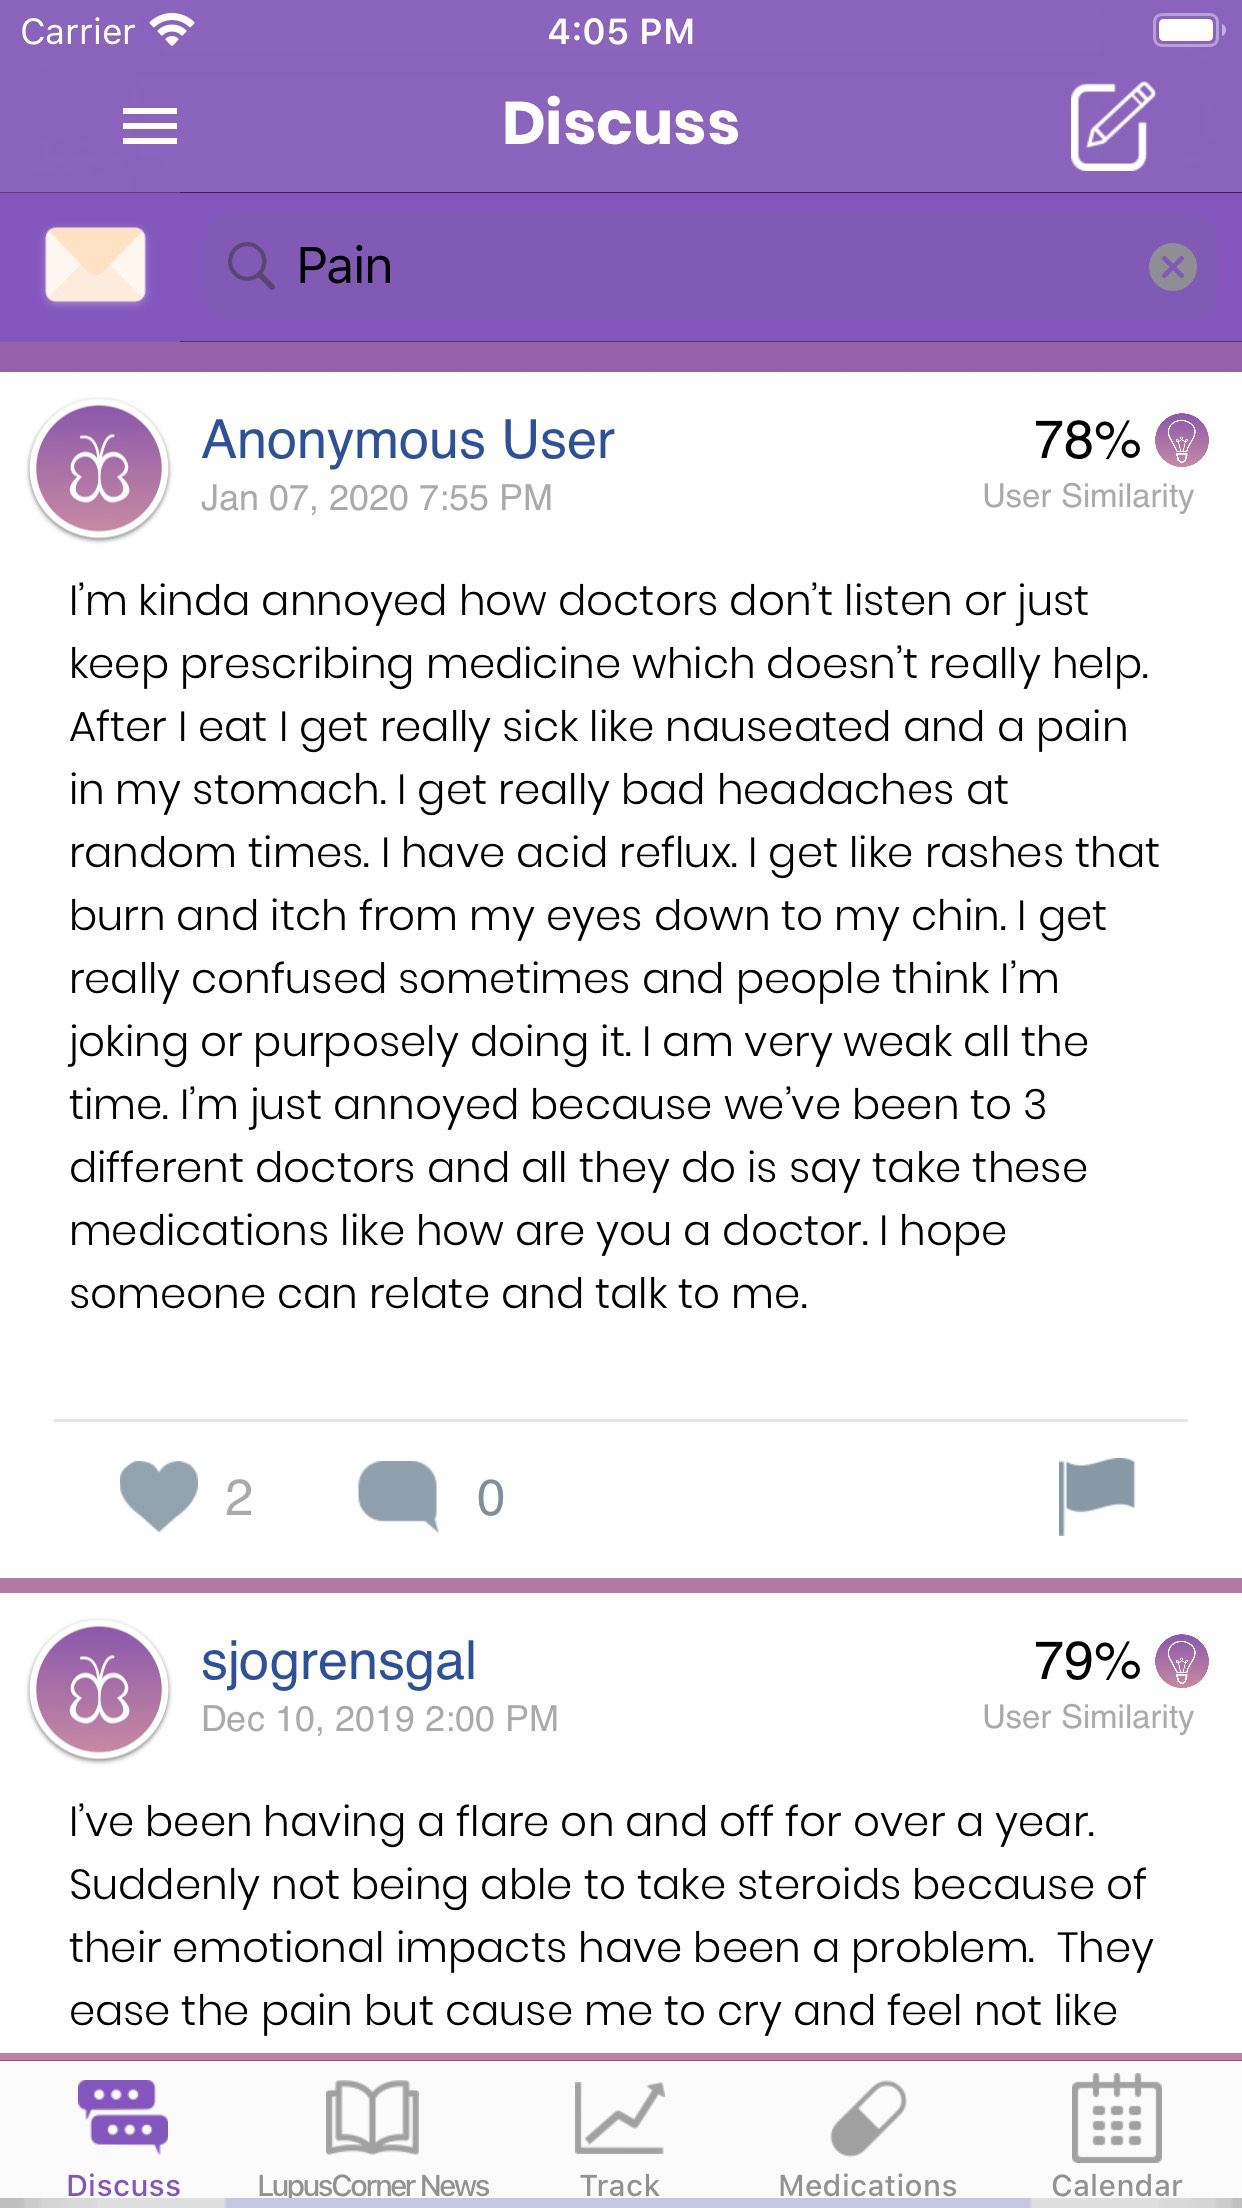 Carrier 4:05 PM
Discuss
Pain
Anonymous User 78%
Jan 07, 2020 7:55 PM User Similarity
I’m kinda annoyed how doctors don’t listen or just
keep prescribing medicine which doesn’t really help.
After I eat I get really sick like nauseated and a pain
in my stomach. I get really bad headaches at
random times. I have acid reflux. I get like rashes that
burn and itch from my eyes down to my chin. I get
really confused sometimes and people think I’m
joking or purposely doing it. I am very weak all the
time. I’m just annoyed because we’ve been to 3
different doctors and all they do is say take these
medications like how are you a doctor. I hope
someone can relate and talk to me.
2 0
sjogrensgal 79%
Dec 10, 2019 2:00 PM User Similarity
I’ve been having a flare on and off for over a year.
Suddenly not being able to take steroids because of
their emotional impacts have been a problem.  They
ease the pain but cause me to cry and feel not like
Discuss LupusCorner News Track Medications Calendar